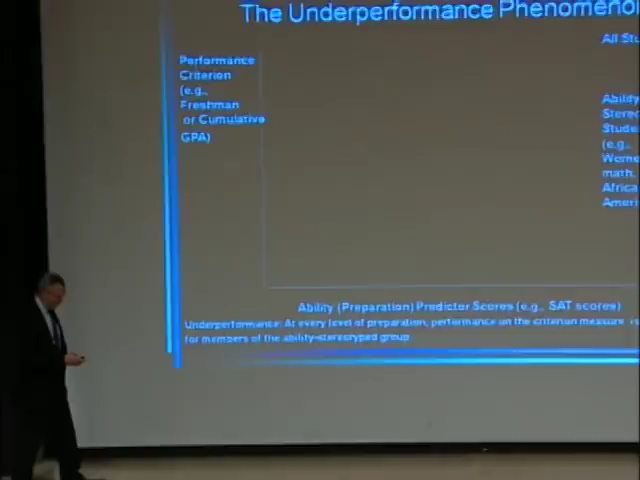 The Underperformance Phenomenon
All Stu
Performance
Criterion
(e.g.,
Freshman
or Cumulative
GPA)
Ability
Stereo
Stude
(e.g.,
Wome
math,
Africa
Ameri
Ability (Preparation) Predictor Scores (e.g., SAT scores)
Underperformance: At every level of preparation, performance on the criterion measure
for members of the ability-stereotyped group